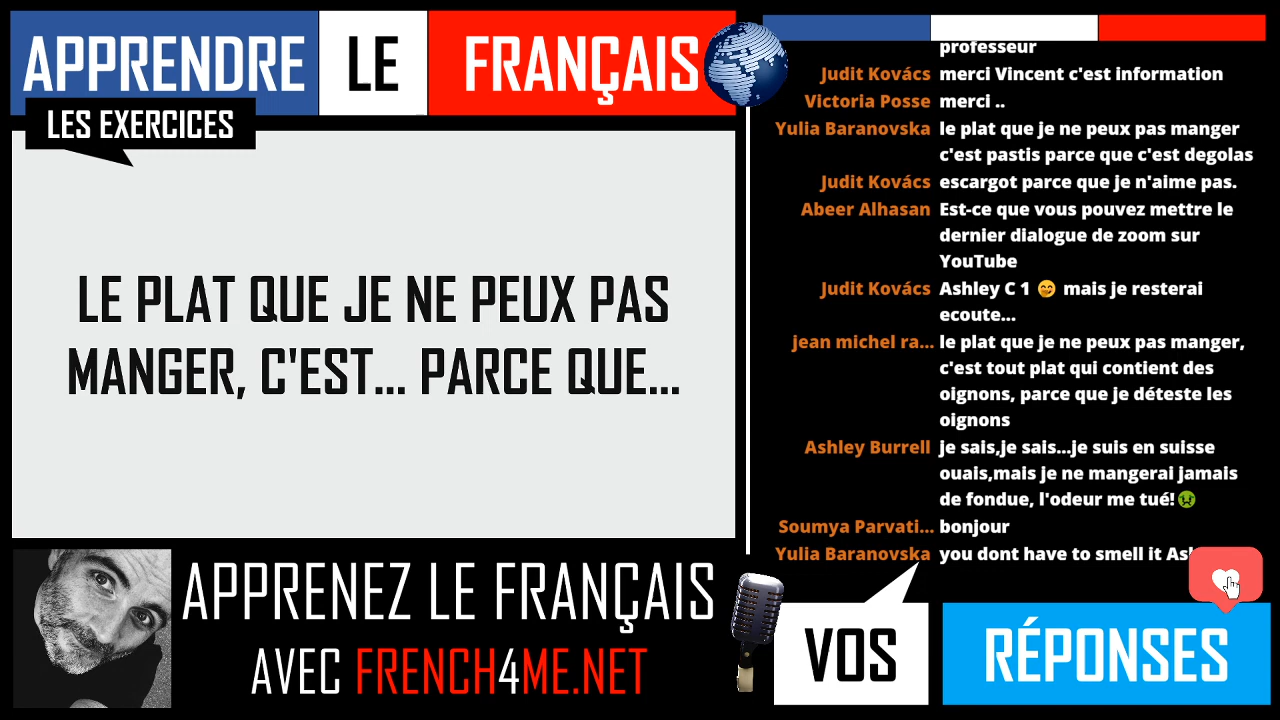 APPRENDRE LE FRANÇAIS
LES EXERCICES
LE PLAT QUE JE NE PEUX PAS
MANGER, C'EST... PARCE QUE...
APPRENEZ LE FRANÇAIS
AVEC FRENCH4ME.NET
professeur
Judit Kovács merci Vincent c'est information
Victoria Posse merci ..
Yulia Baranovska le plat que je ne peux pas manger
c'est pastis parce que c'est degolas
Judit Kovács escargot parce que je n'aime pas.
Abeer Alhasan Est-ce que vous pouvez mettre le
dernier dialogue de zoom sur
YouTube
Judit Kovács Ashley C 1 🤭 mais je resterai
ecoute...
jean michel ra... le plat que je ne peux pas manger,
c'est tout plat qui contient des
oignons, parce que je déteste les
oignons
Ashley Burrell je sais,je sais...je suis en suisse
ouais,mais je ne mangerai jamais
de fondue, l'odeur me tué!🤢
Soumya Parvati... bonjour
Yulia Baranovska you dont have to smell it
VOS RÉPONSES